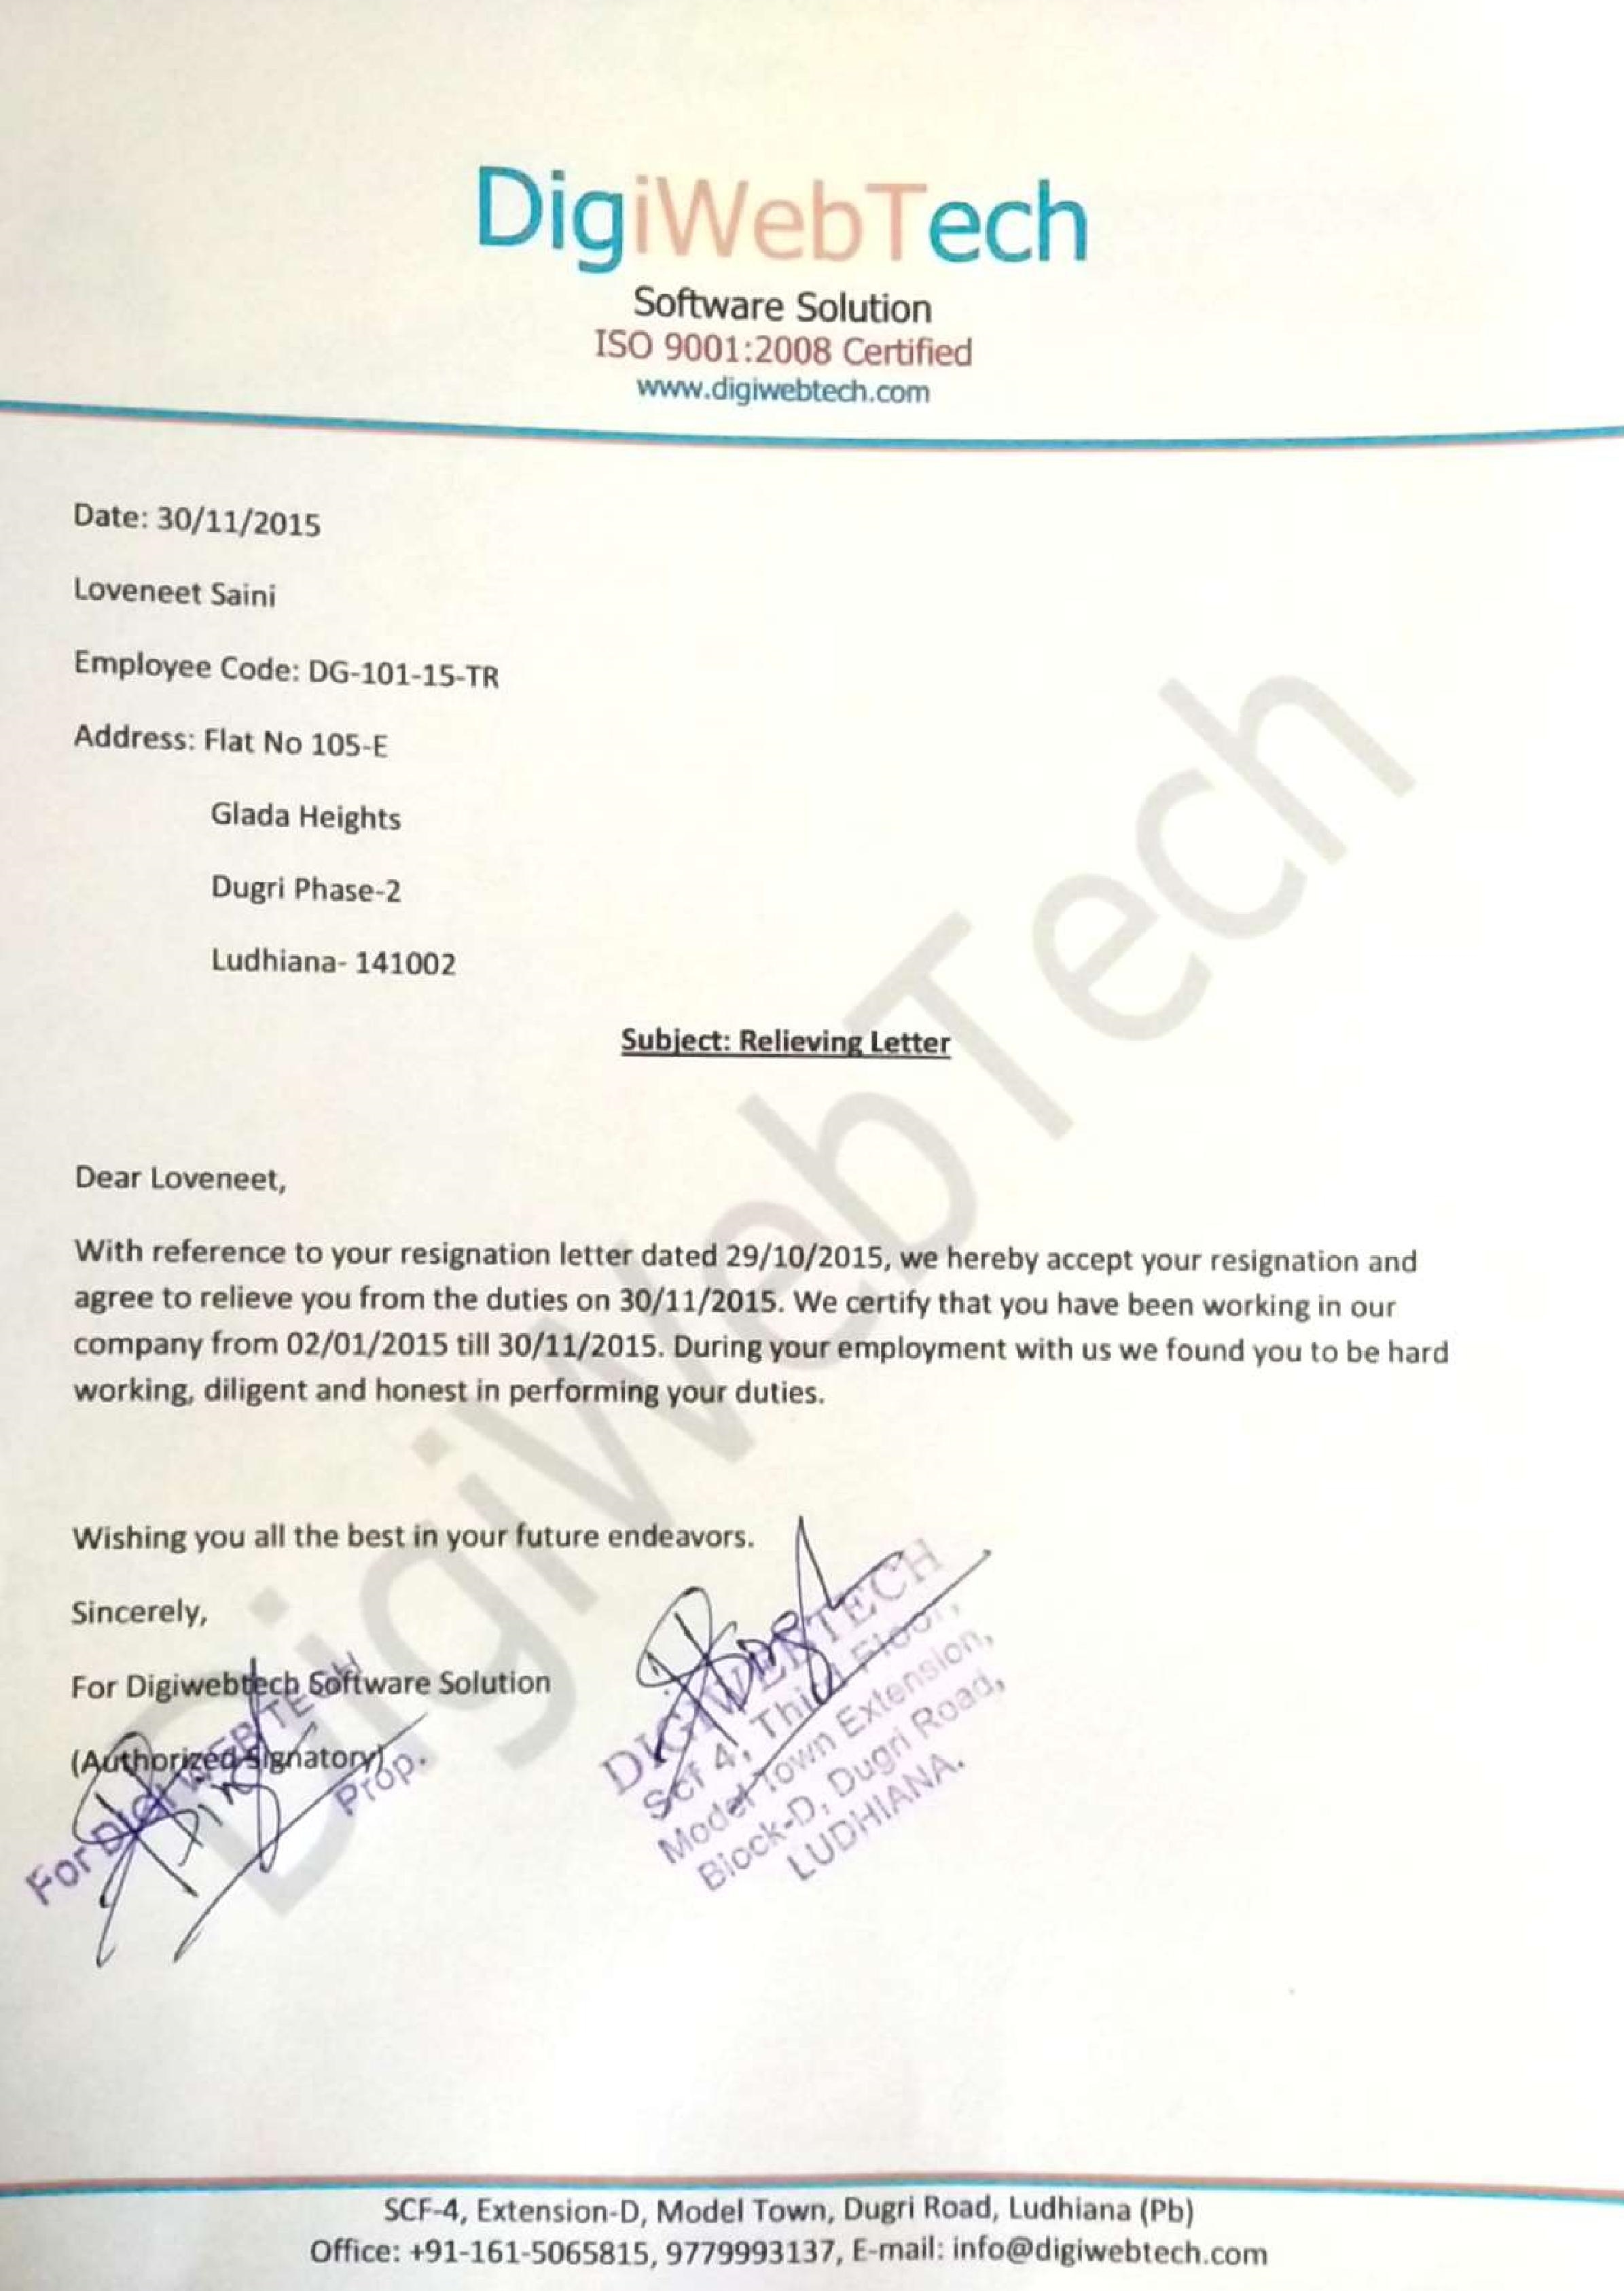 DigiWebTech
Software Solution
ISO 9001:2008 Certified
www.digiwebtech.com
Date: 30/11/2015
Loveneet Saini
Employee Code: DG-101-15-TR
Address: Flat No 105-E
Glada Heights
Dugri Phase-2
Ludhiana- 141002
Subject: Relieving Letter
Dear Loveneet,
With reference to your resignation letter dated 29/10/2015, we hereby accept your resignation and
agree to relieve you from the duties on 30/11/2015. We certify that you have been working in our
company from 02/01/2015 till 30/11/2015. During your employment with us we found you to be hard
working, diligent and honest in performing your duties.
Wishing you all the best in your future endeavors.
Sincerely,
For Digiwebtech Software Solution
(Authorized Signatory)
For DIGI WEB TECH
Prop.
DIGIWEBTECH
Scf 4, Third Floor,
Model Town Extension,
Block-D, Dugri Road,
LUDHIANA.
DigiWebTech
SCF-4, Extension-D, Model Town, Dugri Road, Ludhiana (Pb)
Office: +91-161-5065815, 9779993137, E-mail: info@digiwebtech.com